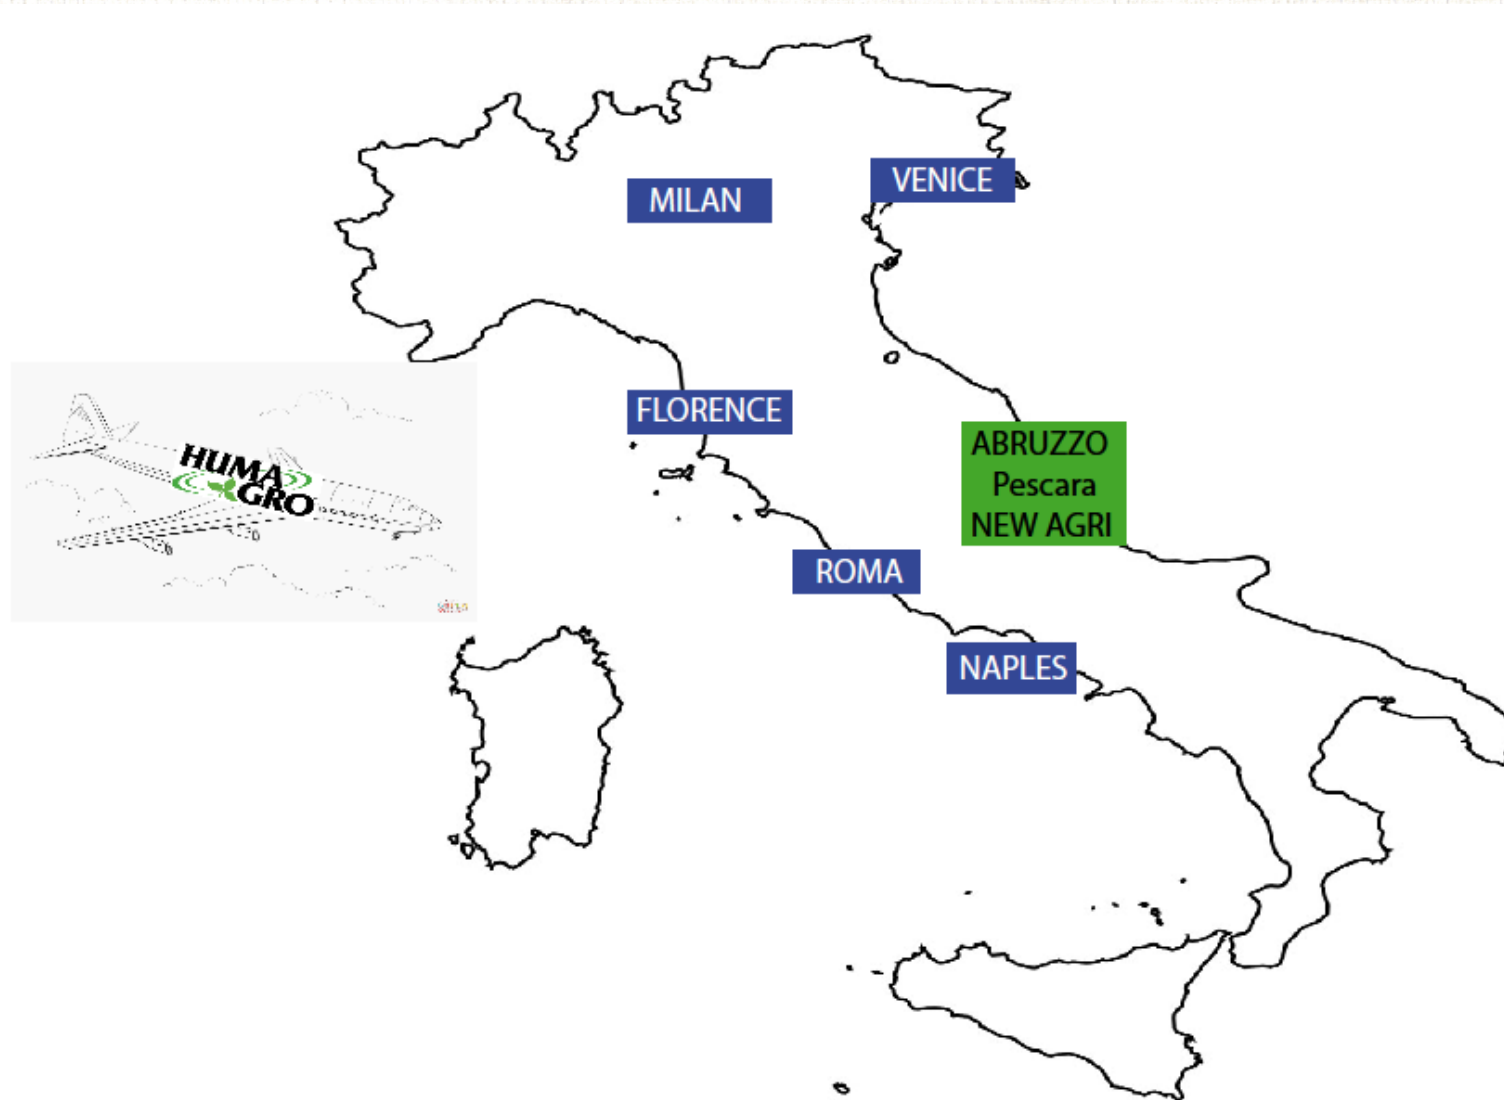 VENICE
MILAN
FLORENCE
ABRUZZO
Pescara
NEW AGRI
HUMA
GRO
ROMA
NAPLES